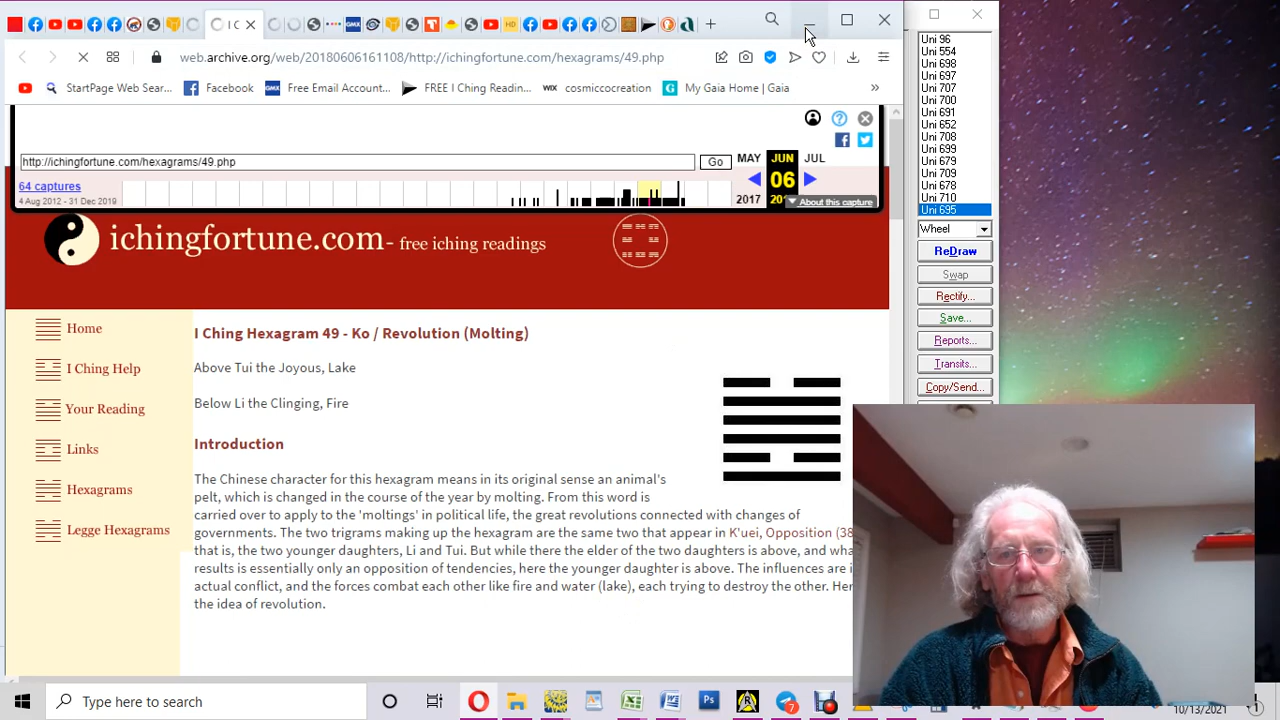 web.archive.org/web/20180606161108/http://ichingfortune.com/hexagrams/49.php
StartPage Web Sear...
Facebook
Free Email Account...
FREE I Ching Readin...
WIX
cosmiccocreation
My Gaia Home | Gaia
»
http://ichingfortune.com/hexagrams/49.php
Go
MAY
JUN
JUL
64 captures
06
4 Aug 2012 - 31 Dec 2019
2017
About this capture
ichingfortune.com - free iching readings
Home
I Ching Help
Your Reading
Links
Hexagrams
Legge Hexagrams
I Ching Hexagram 49 - Ko / Revolution (Molting)
Above Tui the Joyous, Lake
Below Li the Clinging, Fire
Introduction
The Chinese character for this hexagram means in its original sense an animal's
pelt, which is changed in the course of the year by molting. From this word is
carried over to apply to the 'moltings' in political life, the great revolutions connected with changes of
governments. The two trigrams making up the hexagram are the same two that appear in K'uei, Opposition (38
that is, the two younger daughters, Li and Tui. But while there the elder of the two daughters is above, and wha
results is essentially only an opposition of tendencies, here the younger daughter is above. The influences are i
actual conflict, and the forces combat each other like fire and water (lake), each trying to destroy the other. Her
the idea of revolution.
Uni 96
Uni 554
Uni 698
Uni 697
Uni 707
Uni 700
Uni 691
Uni 652
Uni 708
Uni 699
Uni 679
Uni 709
Uni 678
Uni 710
Uni 695
Wheel
ReDraw
Swap
Rectify...
Save...
Reports...
Transits...
Copy/Send...
Type here to search
7
10/13/2021
1